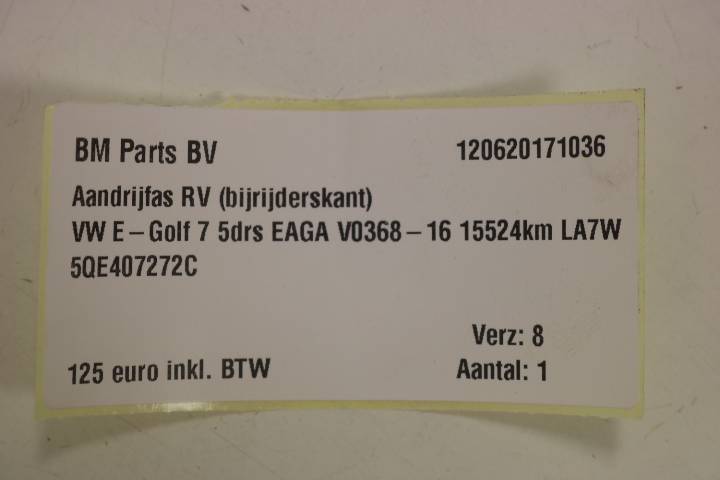 BM Parts BV 120620171036
Aandrijfas RV (bijrijderskant)
VW E-Golf 7 5drs EAGA V0368-16 15524km LA7W
5QE407272C
Verz: 8
125 euro inkl. BTW Aantal: 1